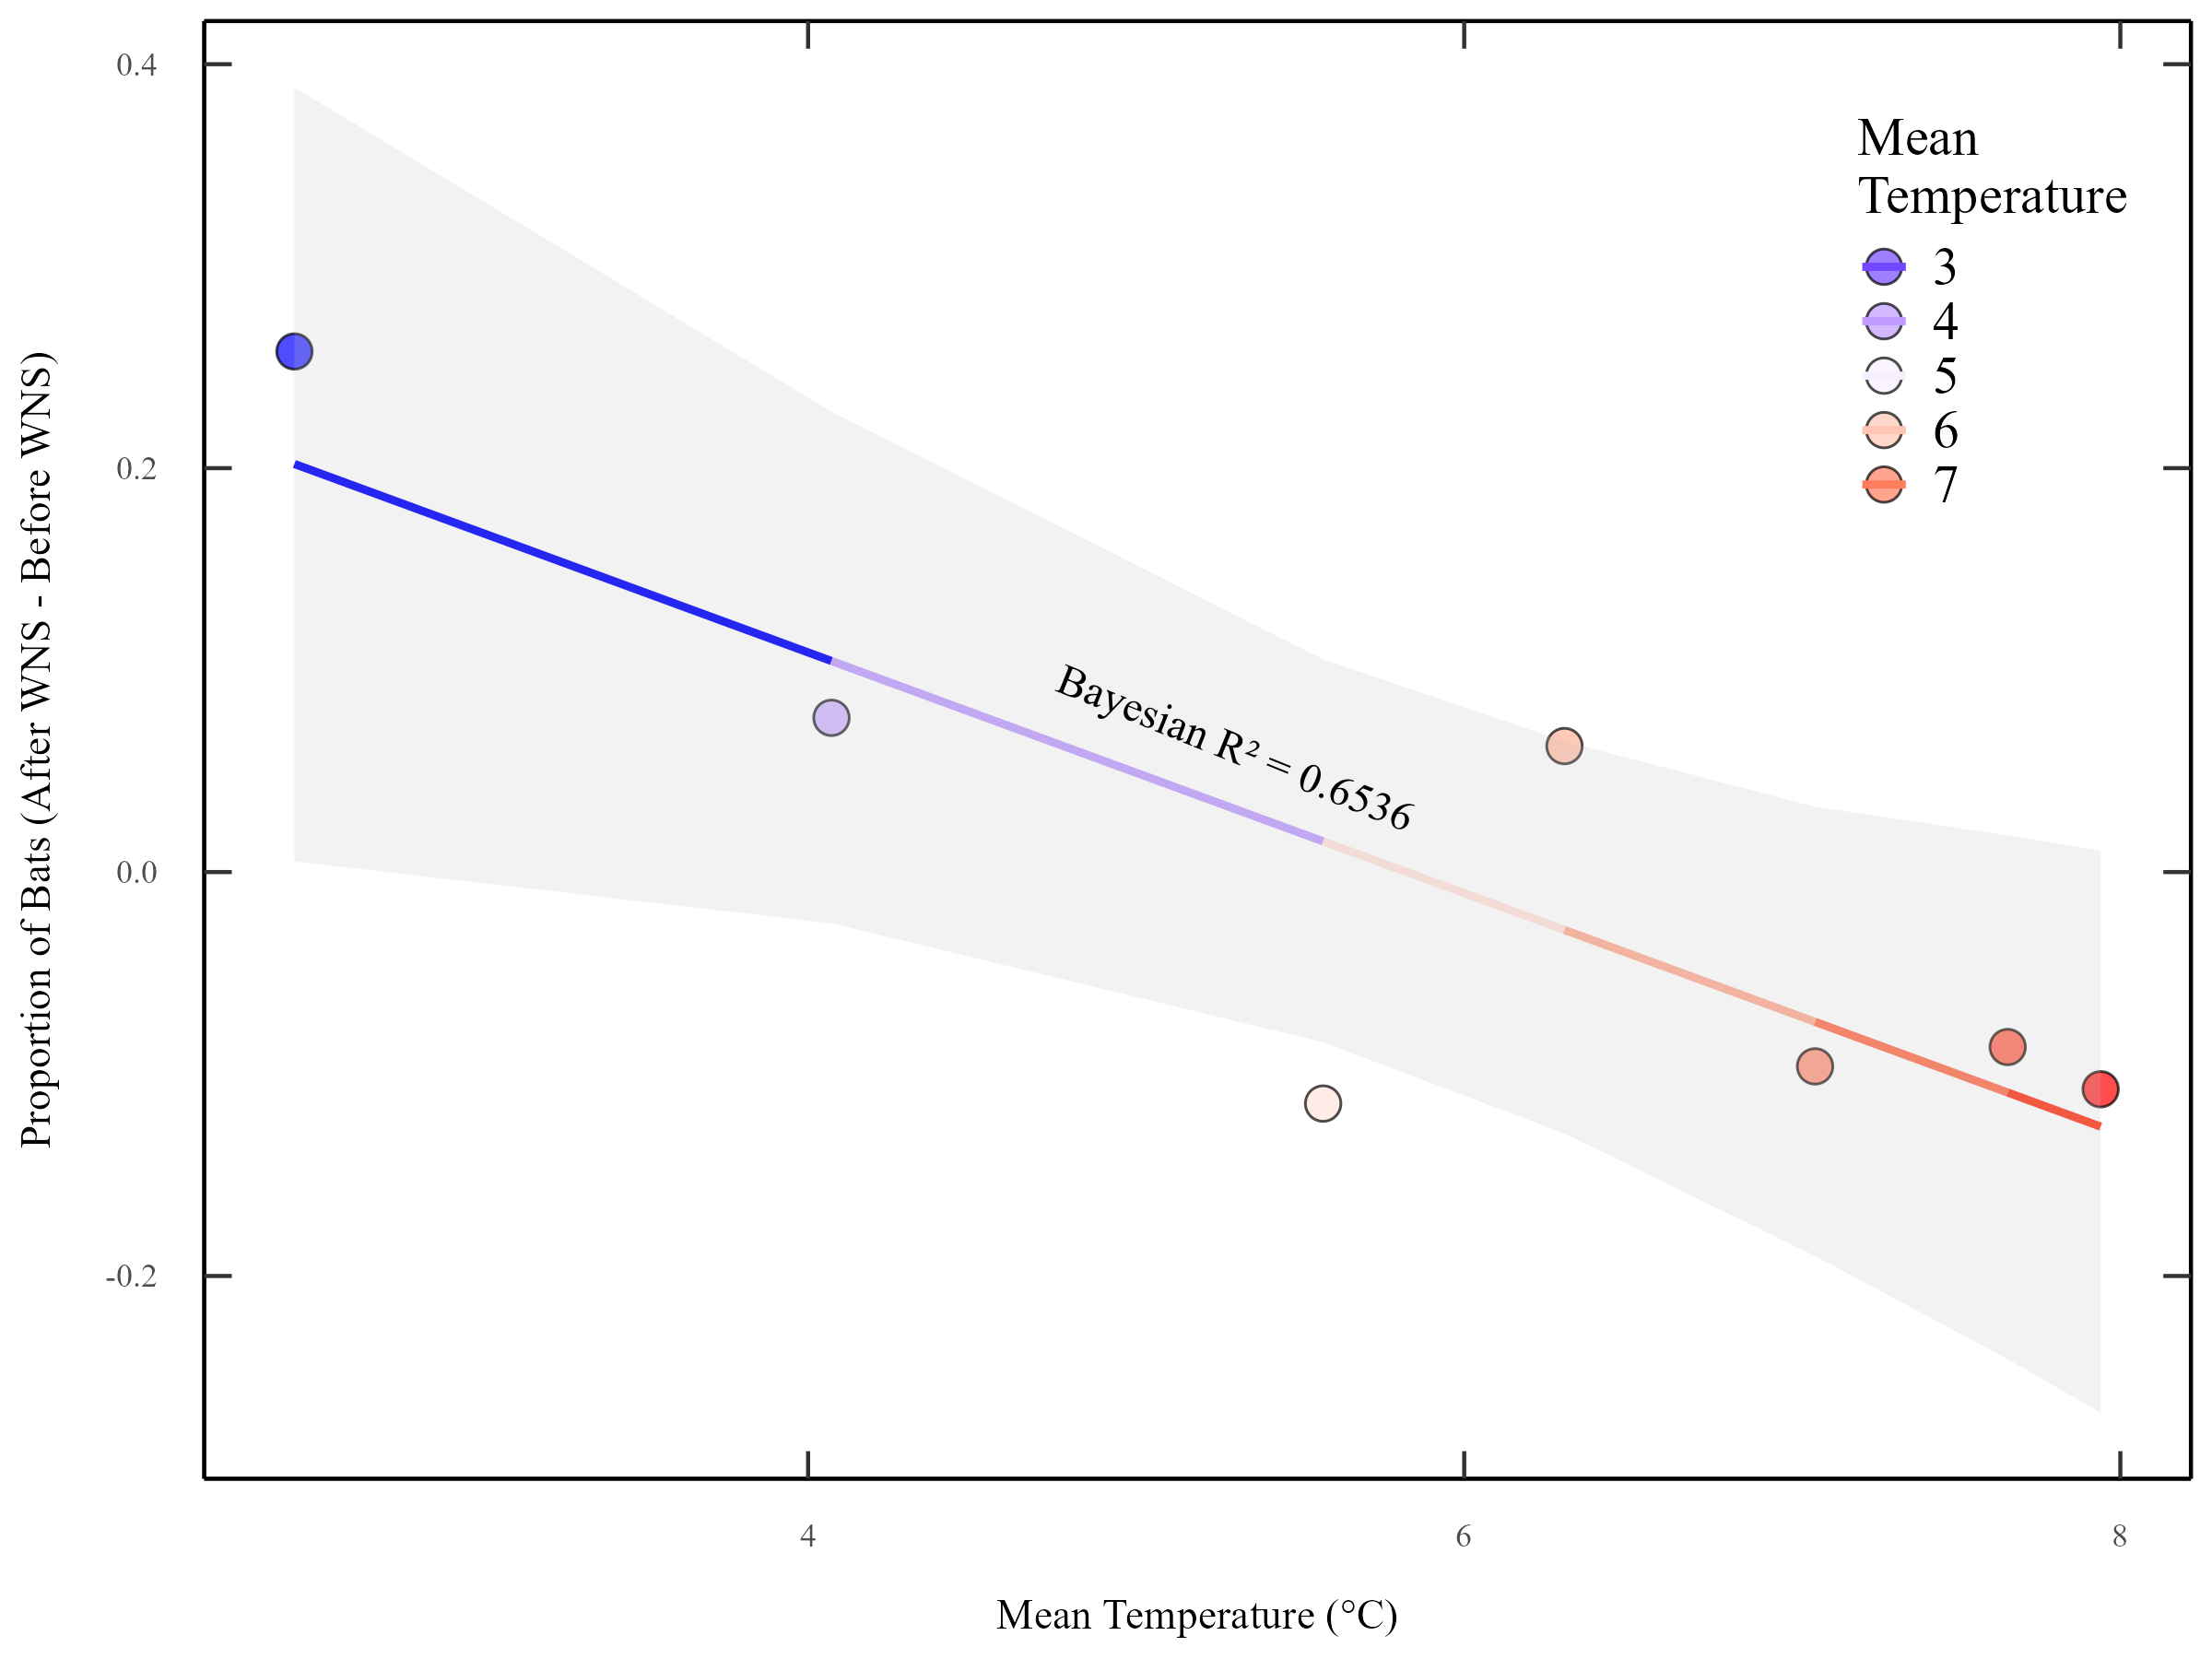 0.4
0.2
0.0
-0.2
Proportion of Bats (After WNS - Before WNS)
Mean
Temperature
3
4
5
6
7
Bayesian R² = 0.6536
4
6
8
Mean Temperature (°C)